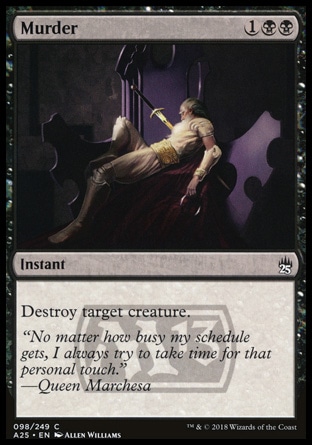 Murder 1
Instant
25
Destroy target creature.
“No matter how busy my schedule
gets, I always try to take time for that
personal touch.”
—Queen Marchesa
098/249 C
A25 • EN ALLEN WILLIAMS
™ & © 2018 Wizards of the Coast